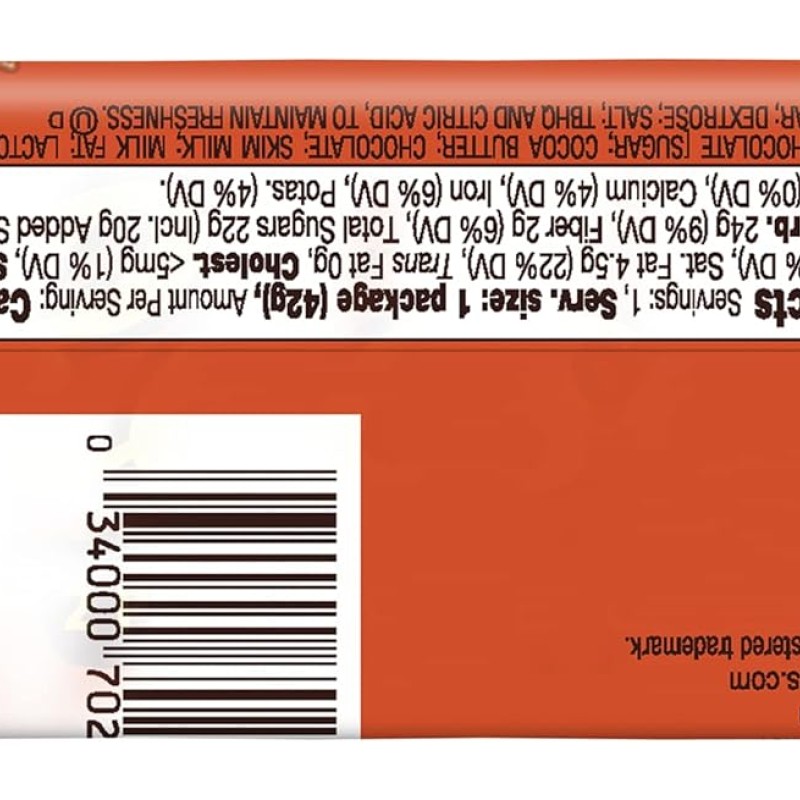 s.com
stered trademark.
cts Servings: 1, Serv. size: 1 package (42g), Amount Per Serving: Ca
% DV), Sat. Fat 4.5g (22% DV), Trans Fat 0g, Cholest. <5mg (1% DV), S
rb. 24g (9% DV), Fiber 2g (6% DV), Total Sugars 22g (Incl. 20g Added S
(0% DV), Calcium (4% DV), Iron (6% DV), Potas. (4% DV).
HOCOLATE [SUGAR; COCOA BUTTER; CHOCOLATE; SKIM MILK; MILK FAT; LACTO
AR; DEXTROSE; SALT; TBHQ AND CITRIC ACID, TO MAINTAIN FRESHNESS. Ⓤ D
0 34000 702